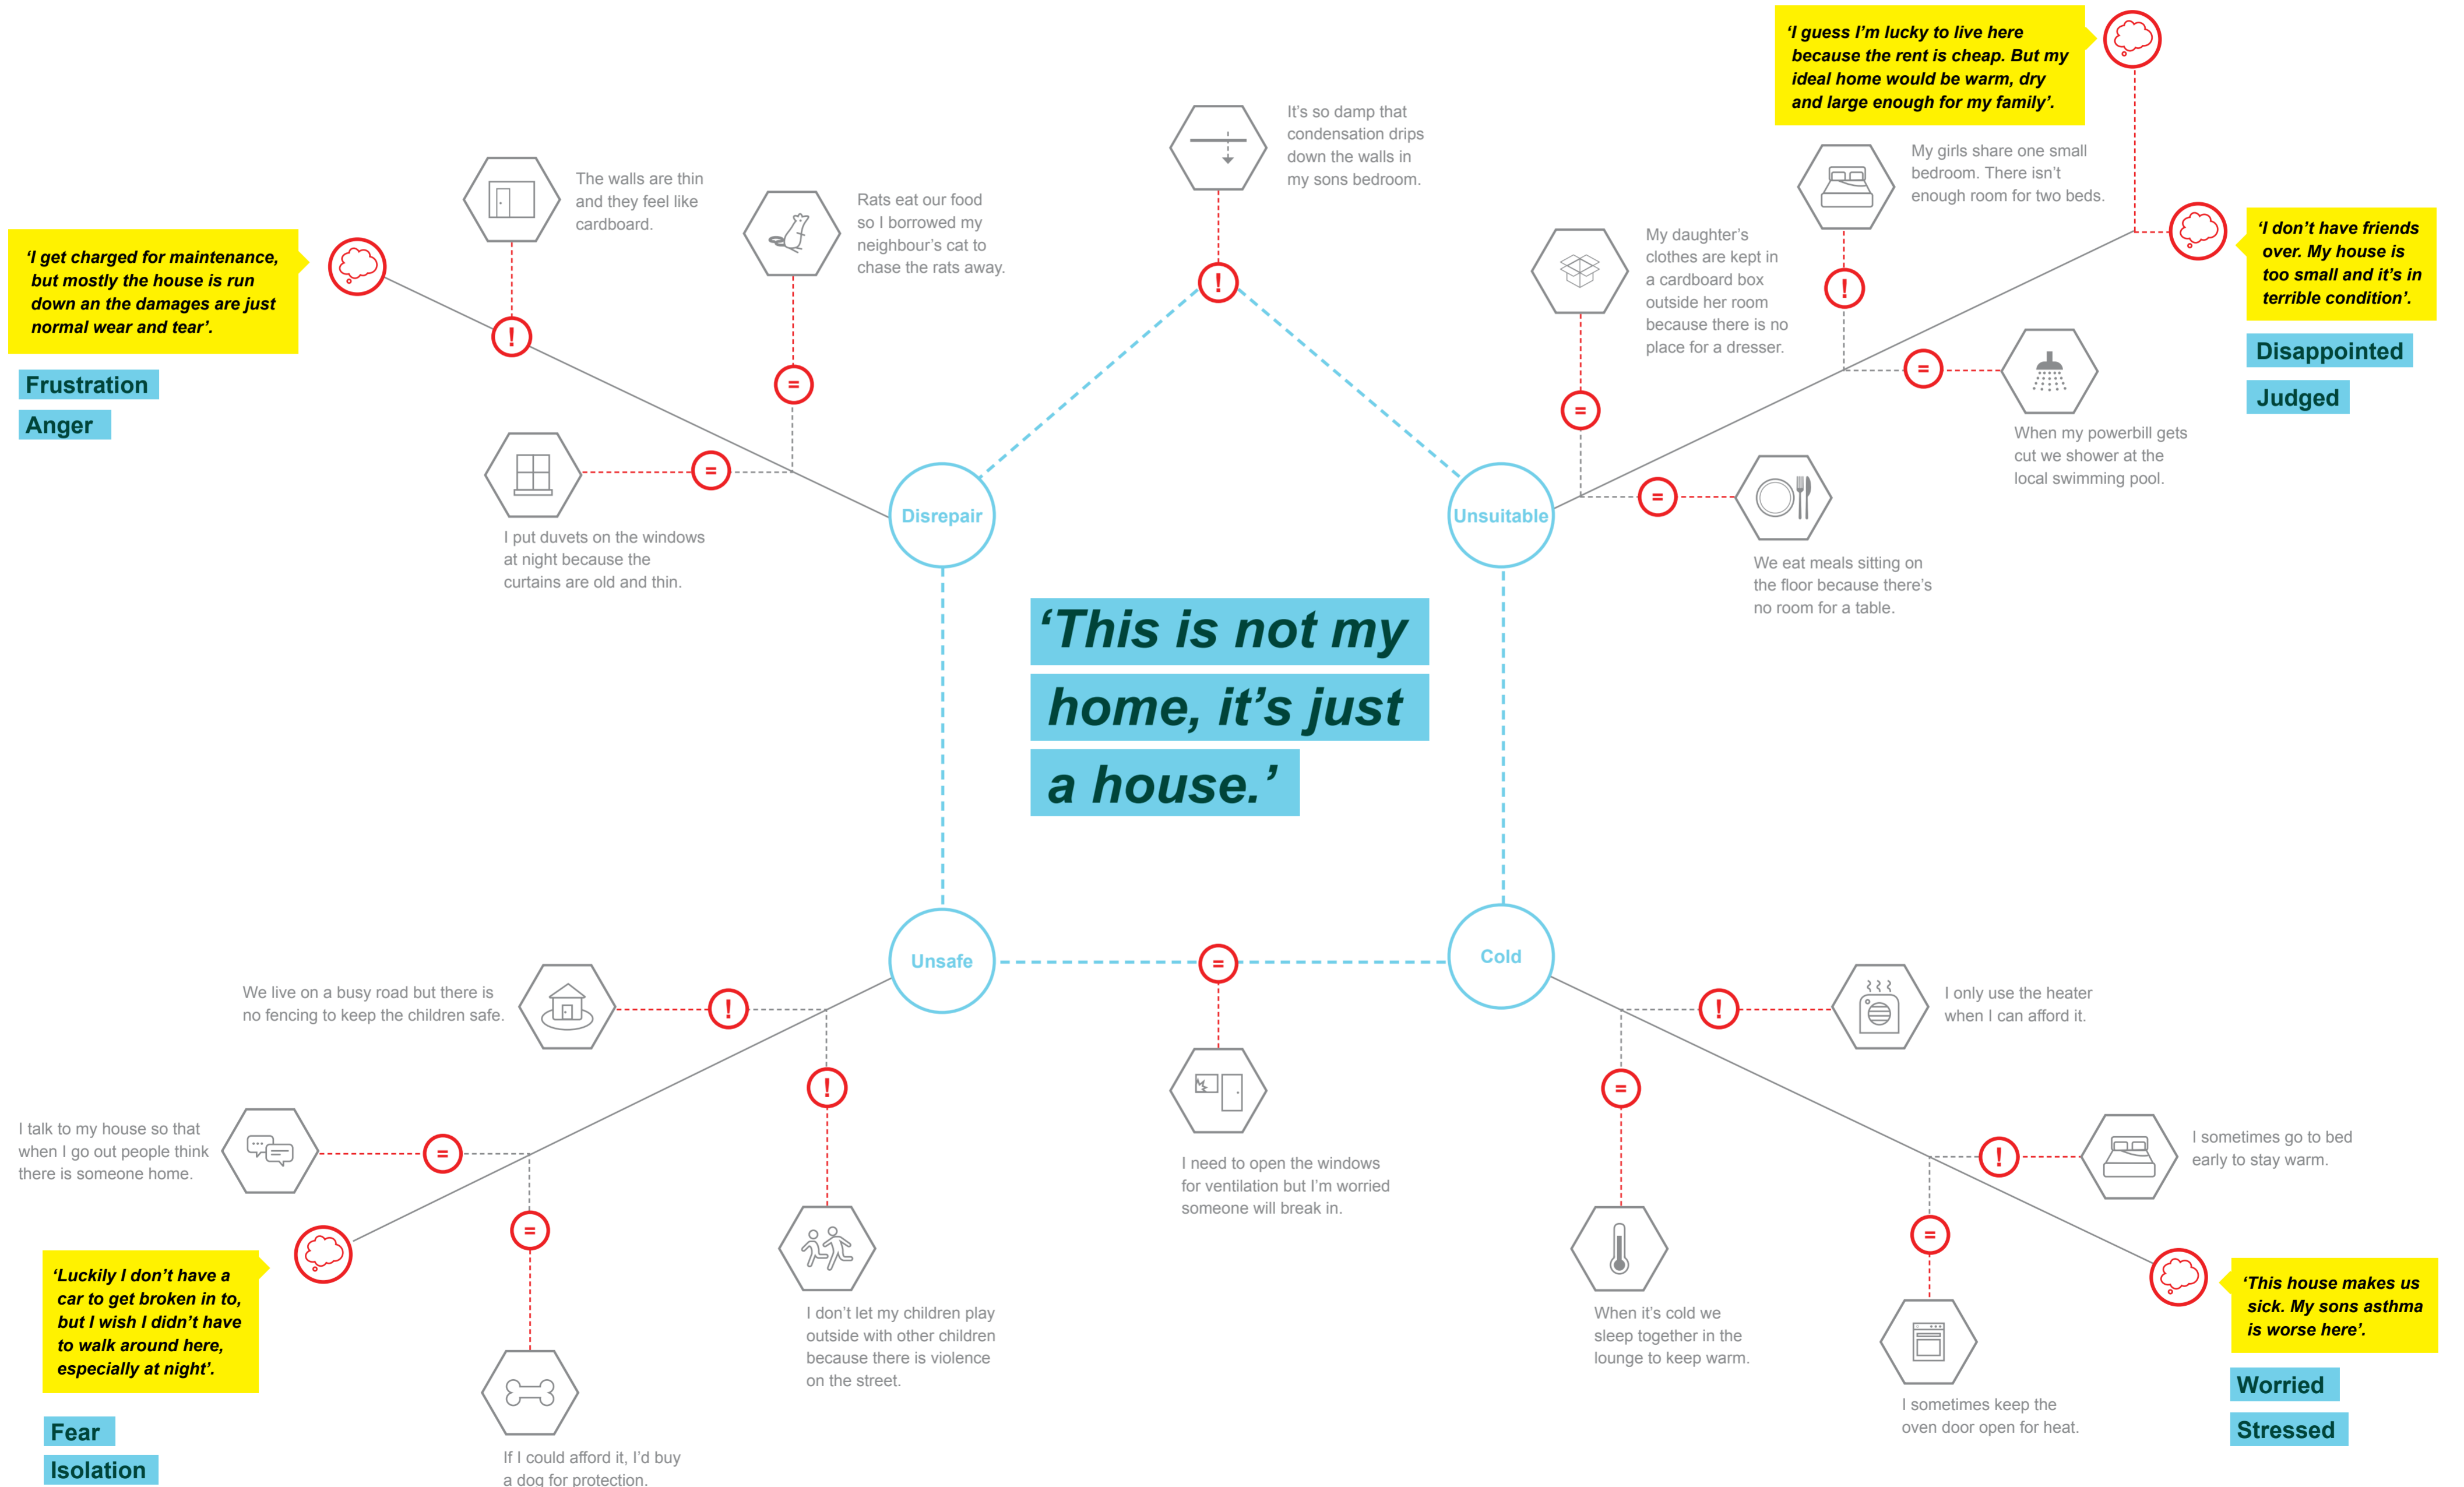 ‘I guess I’m lucky to live here
because the rent is cheap. But my
ideal home would be warm, dry
and large enough for my family’.
It’s so damp that
condensation drips
down the walls in
my sons bedroom.
My girls share one small
bedroom. There isn’t
enough room for two beds.
The walls are thin
and they feel like
cardboard.
Rats eat our food
so I borrowed my
neighbour’s cat to
chase the rats away.
‘I get charged for maintenance,
but mostly the house is run
down an the damages are just
normal wear and tear’.
Frustration
Anger
!
!
=
=
I put duvets on the windows
at night because the
curtains are old and thin.
Disrepair
My daughter’s
clothes are kept in
a cardboard box
outside her room
because there is no
place for a dresser.
!
=
=
=
‘I don’t have friends
over. My house is
too small and it’s in
terrible condition’.
Disappointed
Judged
When my powerbill gets
cut we shower at the
local swimming pool.
Unsuitable
We eat meals sitting on
the floor because there’s
no room for a table.
‘This is not my
home, it’s just
a house.’
Unsafe
=
Cold
We live on a busy road but there is
no fencing to keep the children safe.
!
!
I talk to my house so that
when I go out people think
there is someone home.
=
=
‘Luckily I don’t have a
car to get broken in to,
but I wish I didn’t have
to walk around here,
especially at night’.
Fear
Isolation
If I could afford it, I’d buy
a dog for protection.
I don’t let my children play
outside with other children
because there is violence
on the street.
I need to open the windows
for ventilation but I’m worried
someone will break in.
!
=
I only use the heater
when I can afford it.
!
=
I sometimes go to bed
early to stay warm.
When it’s cold we
sleep together in the
lounge to keep warm.
I sometimes keep the
oven door open for heat.
‘This house makes us
sick. My sons asthma
is worse here’.
Worried
Stressed